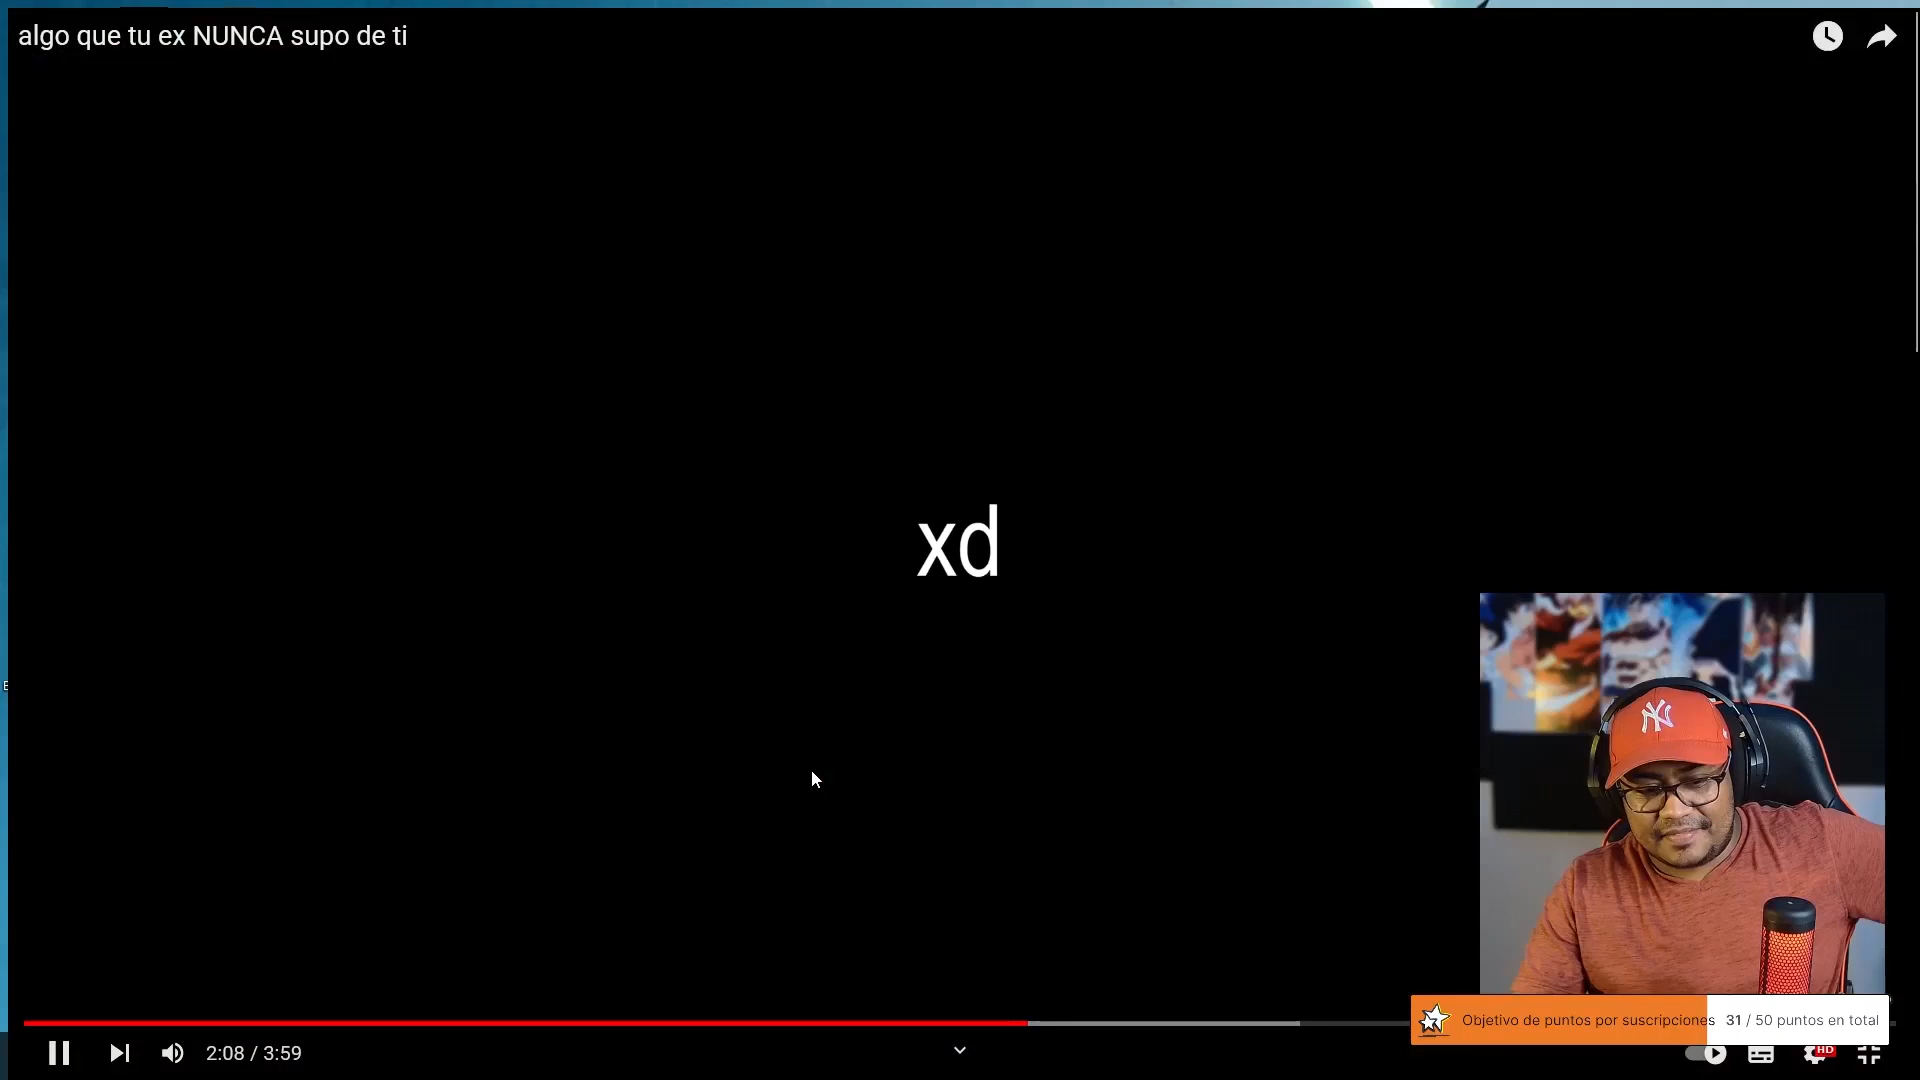 algo que tu ex NUNCA supo de ti
xd
E
NY
Objetivo de puntos por suscripciones 31 / 50 puntos en total
2:08 / 3:59
HD